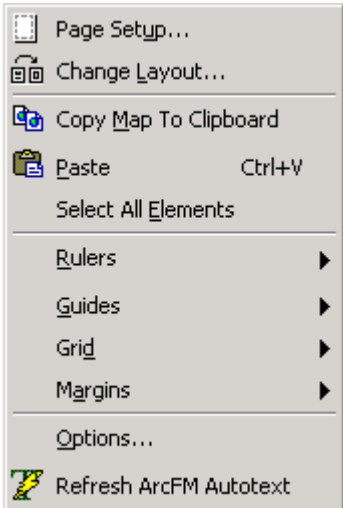 Page Setup...
Change Layout...
Copy Map To Clipboard
Paste Ctrl+V
Select All Elements
Rulers
Guides
Grid
Margins
Options...
Refresh ArcFM Autotext